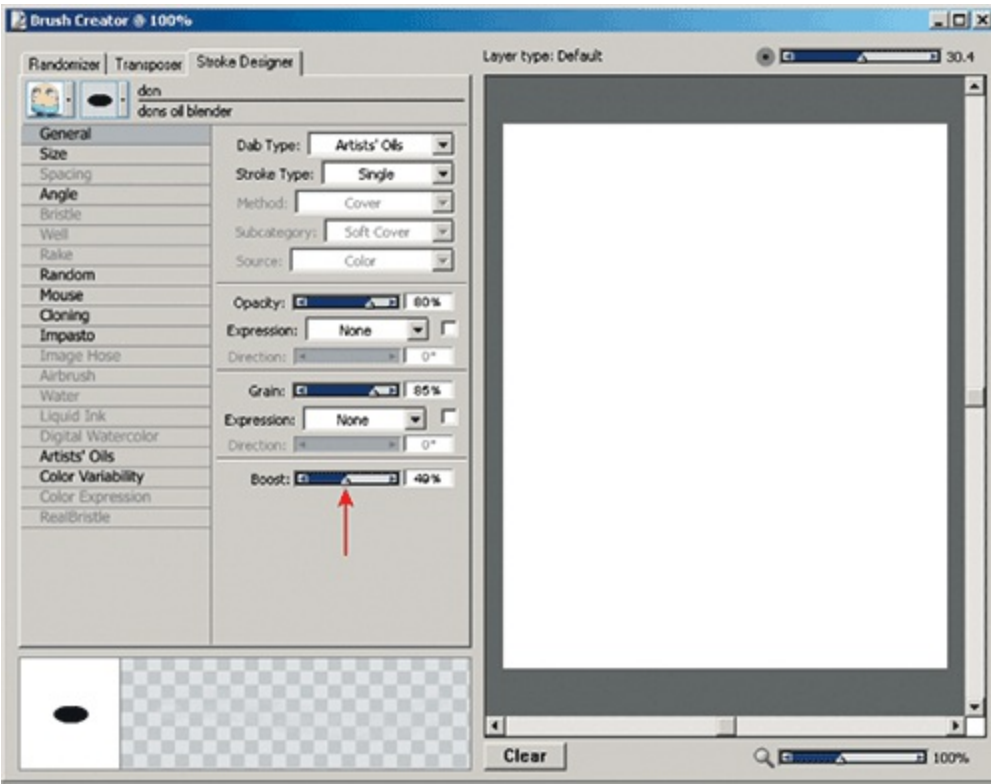 Brush Creator @ 100%
Randomizer Transposer Stroke Designer
don
dons oil blender
General
Size
Spacing
Angle
Bristle
Well
Rake
Random
Mouse
Cloning
Impasto
Image Hose
Airbrush
Water
Liquid Ink
Digital Watercolor
Artists' Oils
Color Variability
Color Expression
RealBristle
Dab Type: Artists' Oils
Stroke Type: Single
Method: Cover
Subcategory: Soft Cover
Source: Color
Opacity: 80%
Expression: None
Direction: 0°
Grain: 85%
Expression: None
Direction: 0°
Boost: 49%
Layer type: Default 30.4
Clear 100%